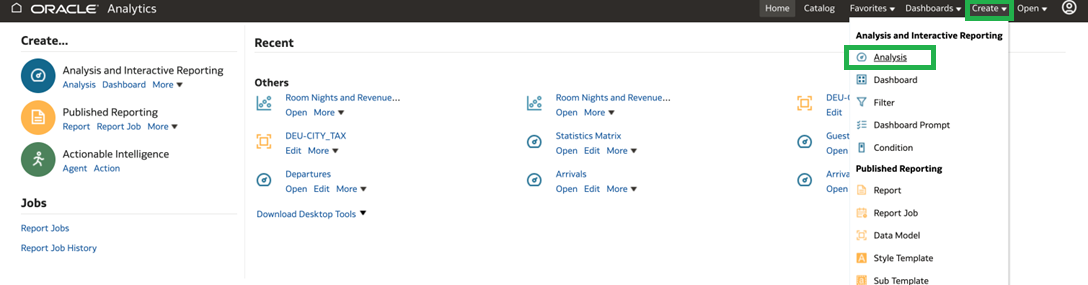 ORACLE Analytics Home Catalog Favorites Dashboards Create Open
Create...
Analysis and Interactive Reporting
Analysis Dashboard More
Published Reporting
Report Report Job More
Actionable Intelligence
Agent Action
Jobs
Report Jobs
Report Job History
Recent
Others
Room Nights and Revenue... Room Nights and Revenue... DEU-
Open More Open More Edit
DEU-CITY_TAX Statistics Matrix Guest
Edit More Open Edit More Open
Departures Arrivals Arriva
Open Edit More Open Edit More Open
Download Desktop Tools
Analysis and Interactive Reporting
Analysis
Dashboard
Filter
Dashboard Prompt
Condition
Published Reporting
Report
Report Job
Data Model
Style Template
Sub Template